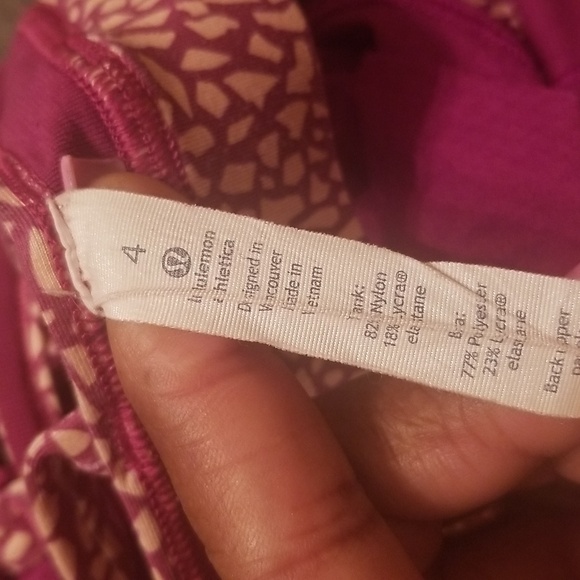 4
lululemon
athletica
Designed in
Vancouver
Made in
Vietnam
Tank:
82% Nylon
18% Lycra®
elastane
Bra:
77% Polyester
23% Lycra®
elastane
Back upper